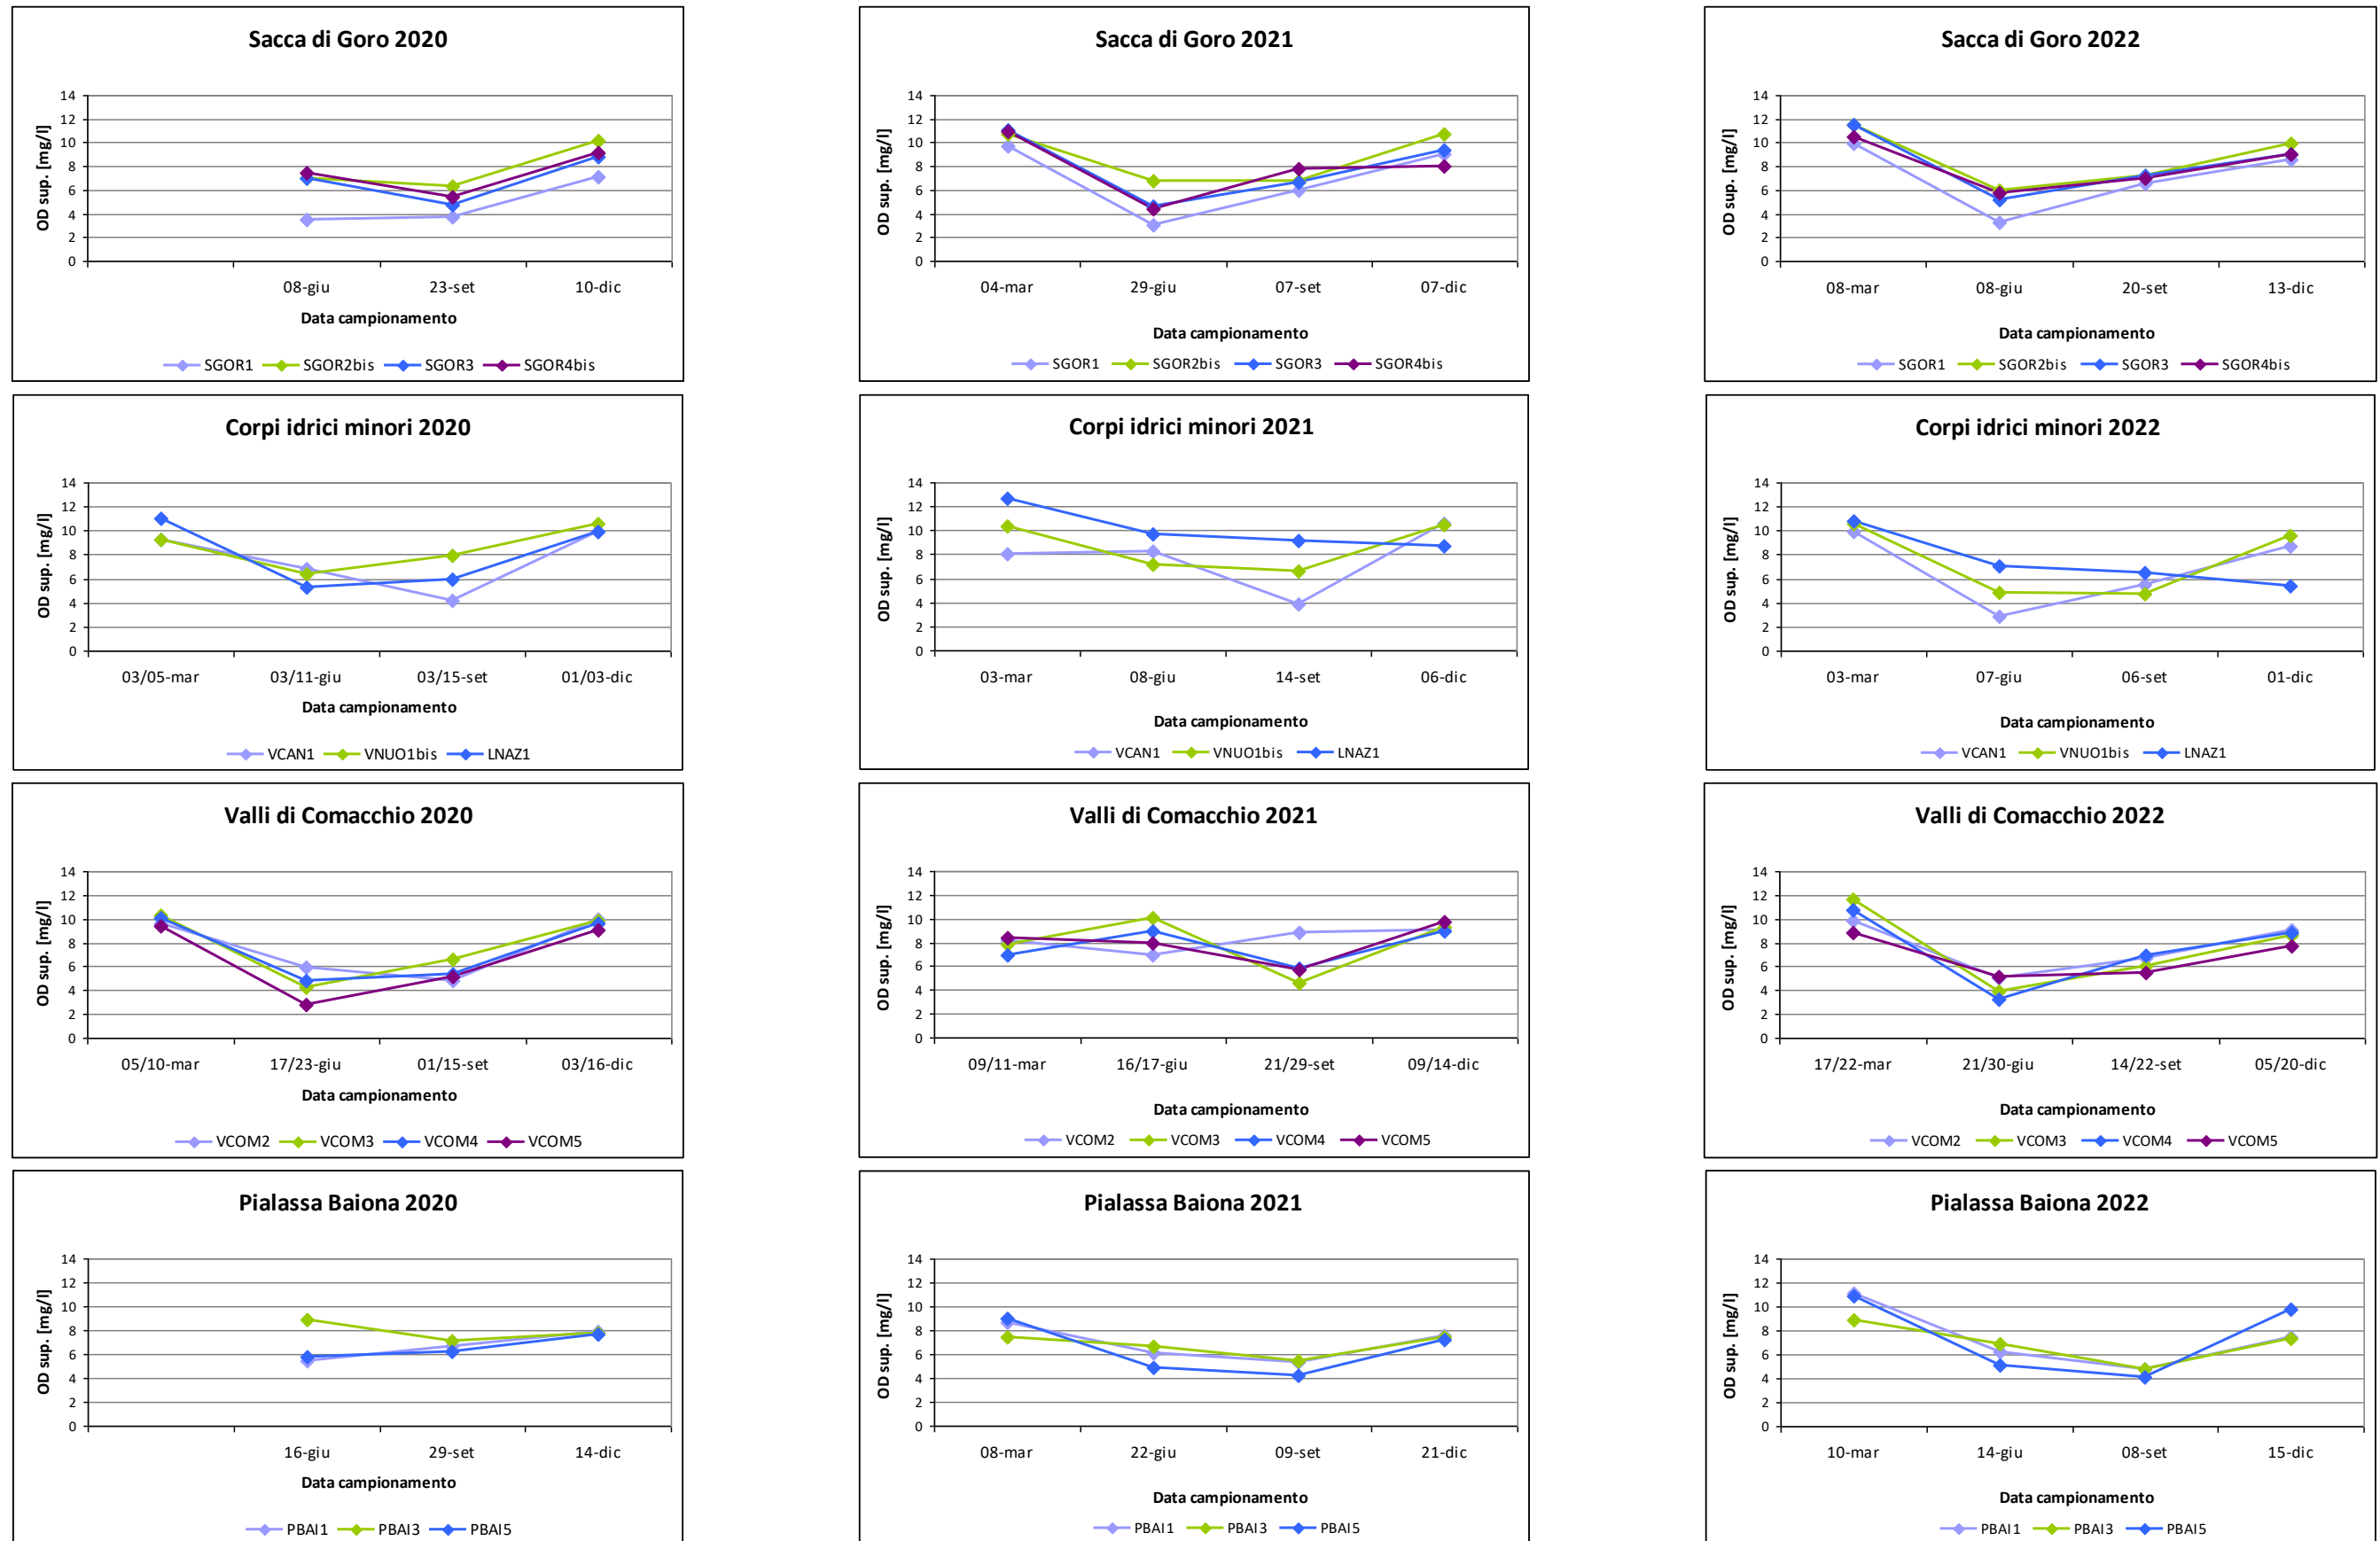 Sacca di Goro 2020
OD sup. [mg/l]
14
12
10
8
6
4
2
0
08-giu 23-set 10-dic
Data campionamento
SGOR1 SGOR2bis SGOR3 SGOR4bis
Sacca di Goro 2021
OD sup. [mg/l]
14
12
10
8
6
4
2
0
04-mar 29-giu 07-set 07-dic
Data campionamento
SGOR1 SGOR2bis SGOR3 SGOR4bis
Sacca di Goro 2022
OD sup. [mg/l]
14
12
10
8
6
4
2
0
08-mar 08-giu 20-set 13-dic
Data campionamento
SGOR1 SGOR2bis SGOR3 SGOR4bis
Corpi idrici minori 2020
OD sup. [mg/l]
14
12
10
8
6
4
2
0
03/05-mar 03/11-giu 03/15-set 01/03-dic
Data campionamento
VCAN1 VNUO1bis LNAZ1
Corpi idrici minori 2021
OD sup. [mg/l]
14
12
10
8
6
4
2
0
03-mar 08-giu 14-set 06-dic
Data campionamento
VCAN1 VNUO1bis LNAZ1
Corpi idrici minori 2022
OD sup. [mg/l]
14
12
10
8
6
4
2
0
03-mar 07-giu 06-set 01-dic
Data campionamento
VCAN1 VNUO1bis LNAZ1
Valli di Comacchio 2020
OD sup. [mg/l]
14
12
10
8
6
4
2
0
05/10-mar 17/23-giu 01/15-set 03/16-dic
Data campionamento
VCOM2 VCOM3 VCOM4 VCOM5
Valli di Comacchio 2021
OD sup. [mg/l]
14
12
10
8
6
4
2
0
09/11-mar 16/17-giu 21/29-set 09/14-dic
Data campionamento
VCOM2 VCOM3 VCOM4 VCOM5
Valli di Comacchio 2022
OD sup. [mg/l]
14
12
10
8
6
4
2
0
17/22-mar 21/30-giu 14/22-set 05/20-dic
Data campionamento
VCOM2 VCOM3 VCOM4 VCOM5
Pialassa Baiona 2020
OD sup. [mg/l]
14
12
10
8
6
4
2
0
16-giu 29-set 14-dic
Data campionamento
PBAI1 PBAI3 PBAI5
Pialassa Baiona 2021
OD sup. [mg/l]
14
12
10
8
6
4
2
0
08-mar 22-giu 09-set 21-dic
Data campionamento
PBAI1 PBAI3 PBAI5
Pialassa Baiona 2022
OD sup. [mg/l]
14
12
10
8
6
4
2
0
10-mar 14-giu 08-set 15-dic
Data campionamento
PBAI1 PBAI3 PBAI5